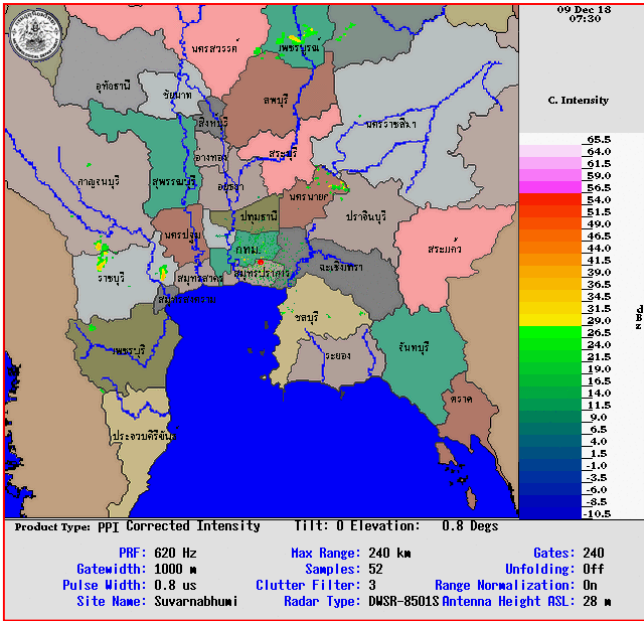 09 Dec 18
07:30
C. Intensity
65.5
64.0
61.5
59.0
56.5
54.0
51.5
49.0
46.5
44.0
41.5
39.0
36.5
34.5
31.5
29.0
26.5
24.0
21.5
19.0
16.5
14.0
11.5
9.0
6.5
4.0
1.5
-1.0
-3.5
-6.0
-8.5
-10.5
นครสวรรค์
เพชรบูรณ์
อุทัยธานี
ชัยนาท
ลพบุรี
สิงห์บุรี
นครราชสีมา
อ่างทอง
สระบุรี
กาญจนบุรี
สุพรรณบุรี
อยุธยา
นครนายก
ปราจีนบุรี
ปทุมธานี
นครปฐม
กทม.
สระแก้ว
ราชบุรี
สมุทรสาคร
สมุทรปราการ
ฉะเชิงเทรา
สมุทรสงคราม
ชลบุรี
เพชรบุรี
ระยอง
จันทบุรี
ตราด
ประจวบคีรีขันธ์
Product Type: PPI Corrected Intensity Tilt: 0 Elevation: 0.8 Degs
PRF: 620 Hz Max Range: 240 km Gates: 240
Gatewidth: 1000 m Samples: 52 Unfolding: Off
Pulse Width: 0.8 us Clutter Filter: 3 Range Normalization: On
Site Name: Suvarnabhumi Radar Type: DWSR-8501S Antenna Height ASL: 28 m